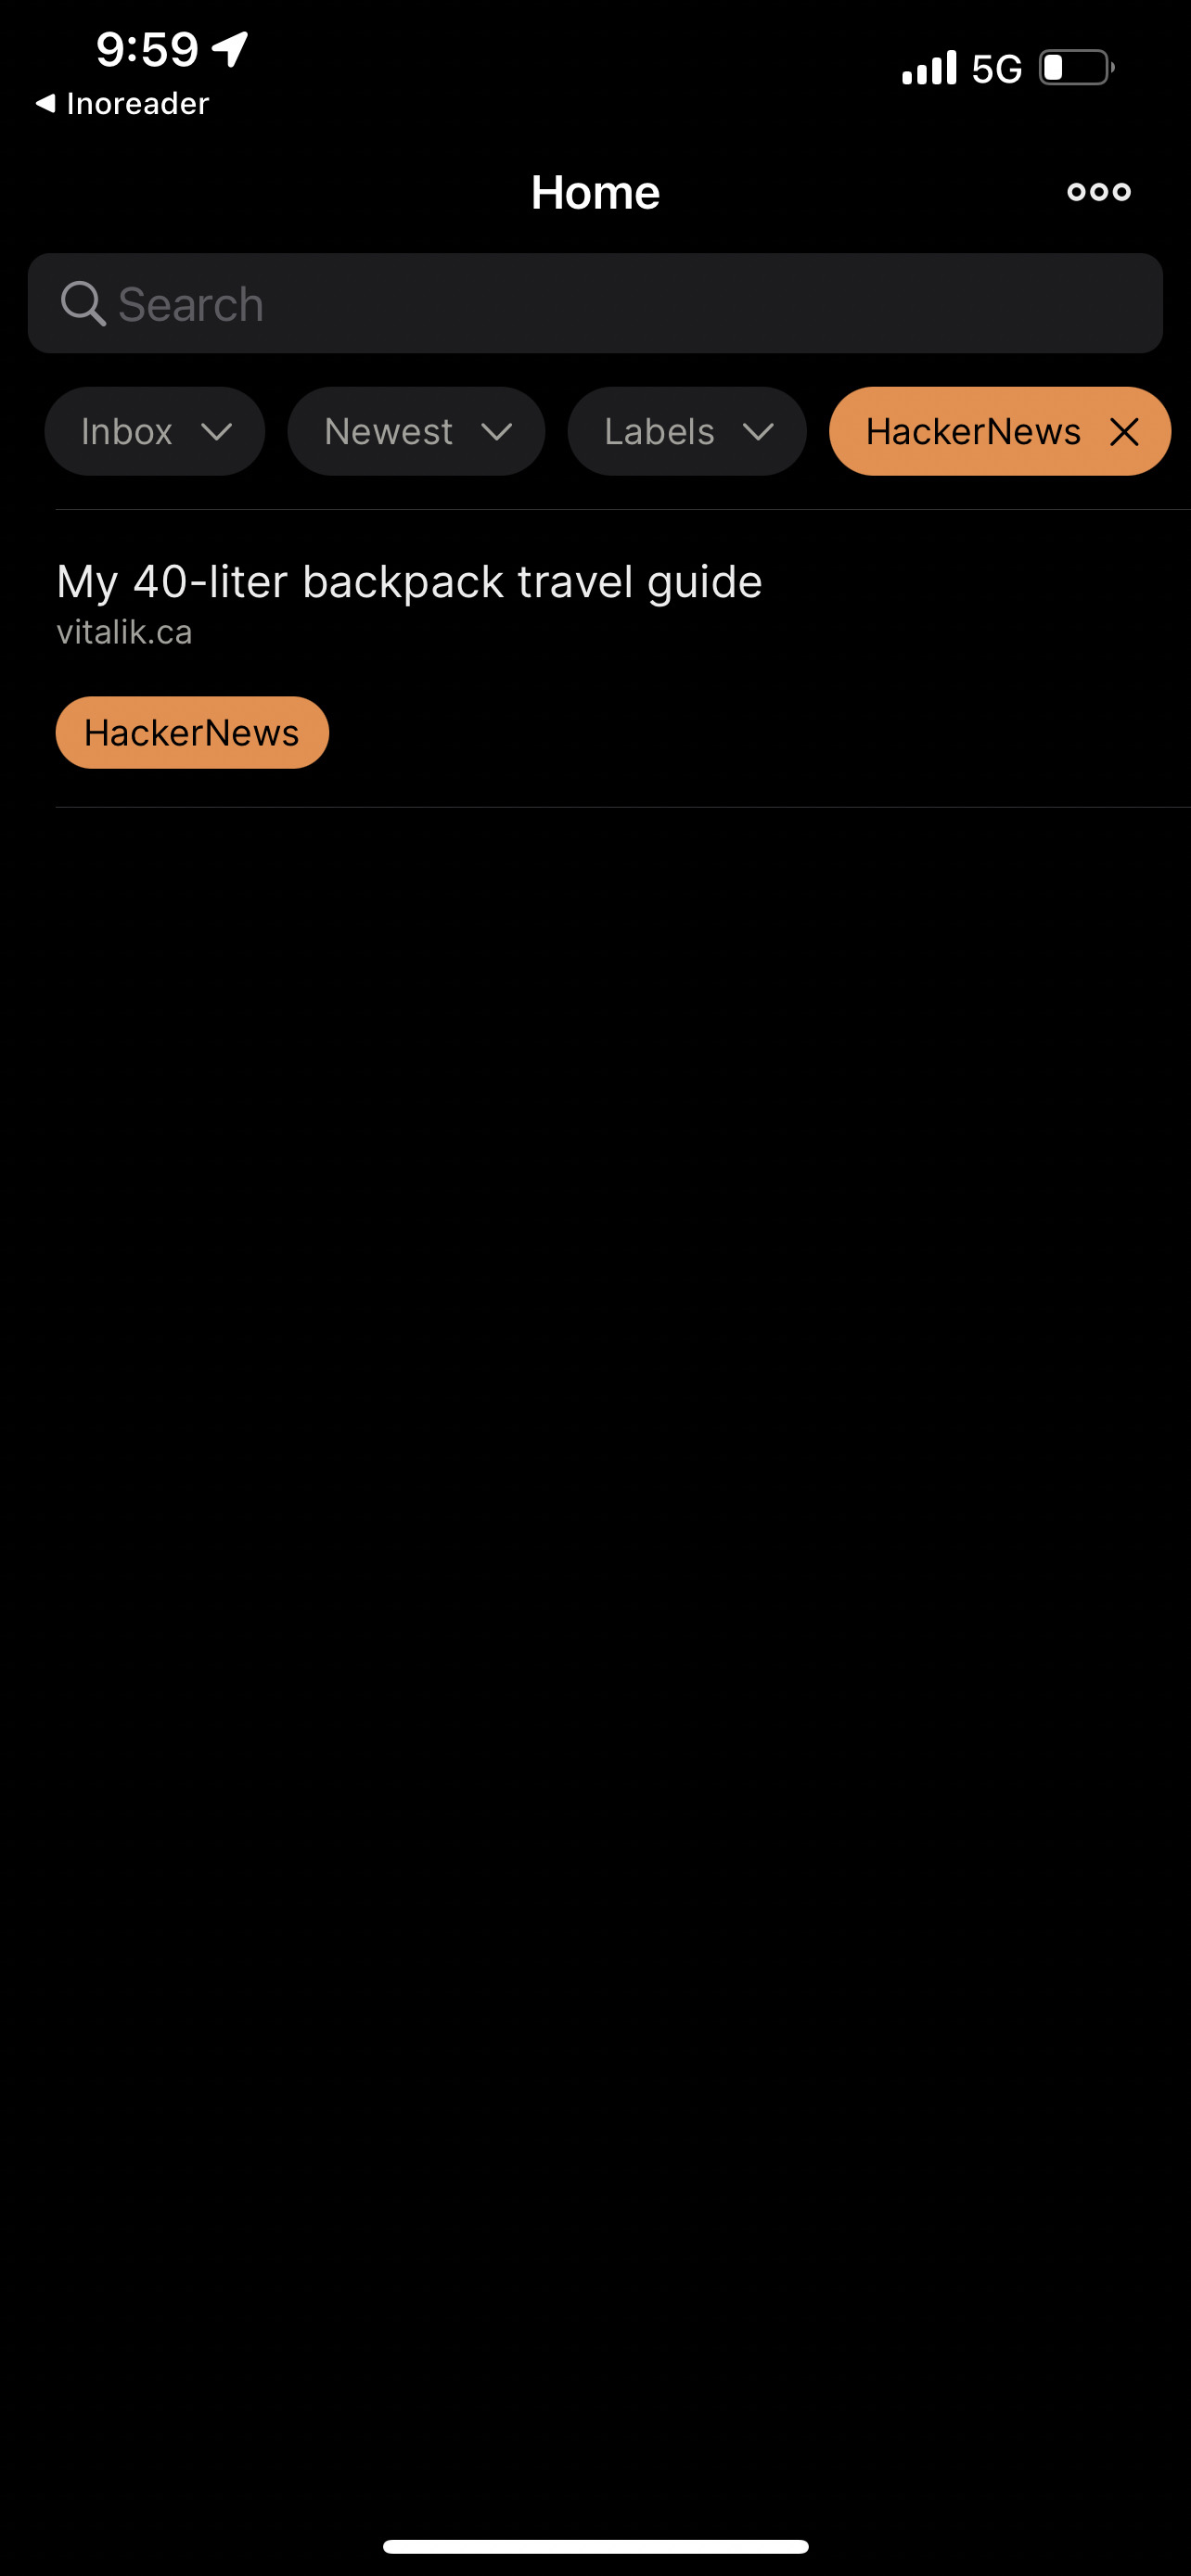 9:59
5G
Inoreader
Home
Search
Inbox
Newest
Labels
HackerNews
My 40-liter backpack travel guide
vitalik.ca
HackerNews